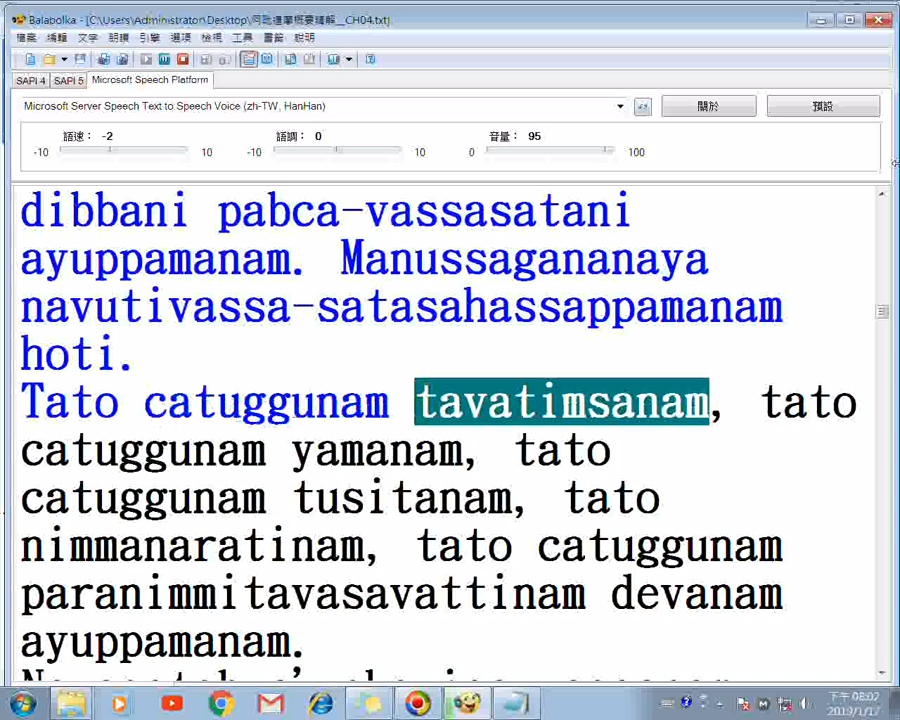 Balabolka - [C:\Users\Administrator\Desktop\阿毗達摩概要精解__CH04.txt]
檔案 編輯 文字 朗讀 引擎 選項 檢視 工具 書籤 說明
SAPI 4 SAPI 5 Microsoft Speech Platform
Microsoft Server Speech Text to Speech Voice (zh-TW, HanHan) 關於 預設
語速: -2 語調: 0 音量: 95
-10 10 -10 10 0 100
dibbani pabca-vassasatani
ayuppamanam. Manussagananaya
navutivassa-satasahassappamanam
hoti.
Tato catuggunam tavatimsanam, tato
catuggunam yamanam, tato
catuggunam tusitanam, tato
nimmanaratinam, tato catuggunam
paranimmitavasavattinam devanam
ayuppamanam.
下午 08:02
2019/1/17